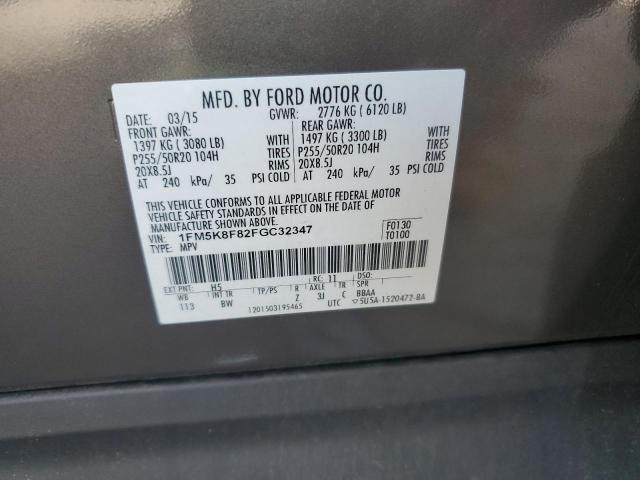 MFD. BY FORD MOTOR CO.
DATE: 03/15 GVWR: 2776 KG ( 6120 LB)
FRONT GAWR: REAR GAWR:
1397 KG ( 3080 LB) WITH 1497 KG ( 3300 LB) WITH
P255/50R20 104H TIRES P255/50R20 104H TIRES
20X8.5J RIMS 20X8.5J RIMS
AT 240 kPa/ 35 PSI COLD AT 240 kPa/ 35 PSI COLD
THIS VEHICLE CONFORMS TO ALL APPLICABLE FEDERAL MOTOR
VEHICLE SAFETY STANDARDS IN EFFECT ON THE DATE OF
MANUFACTURE SHOWN ABOVE.
VIN: 1FM5K8F82FGC32347 F0130
TYPE: MPV T0100
EXT PNT: H5 RC: 11 DSO:
WB INT TR TP/PS R AXLE TR SPR
113 BW Z 3J C BBAA
1201503195465 UTC ▽5U5A-1520472-BA